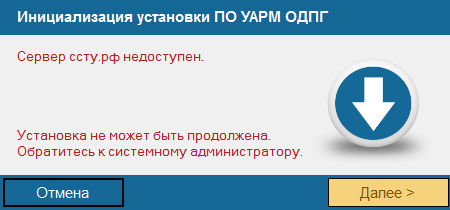 Инициализация установки ПО УАРМ ОДПГ
Сервер ссту.рф недоступен.
Установка не может быть продолжена.
Обратитесь к системному администратору.
Отмена
Далее >